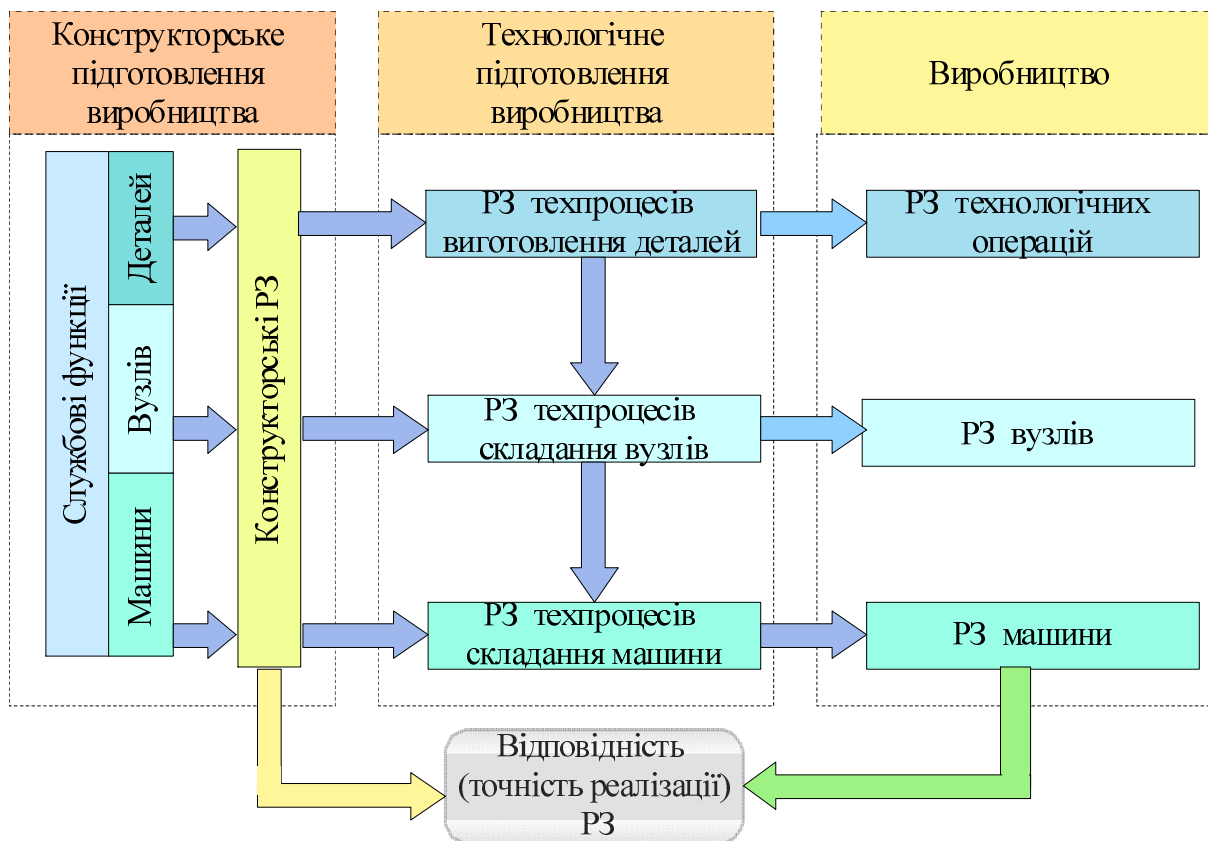 Конструкторське
підготовлення
виробництва
Технологічне
підготовлення
виробництва
Виробництво
Службові функції
Деталей
Вузлів
Машини
Конструкторські РЗ
РЗ техпроцесів
виготовлення деталей
РЗ технологічних
операцій
РЗ техпроцесів
складання вузлів
РЗ вузлів
РЗ техпроцесів
складання машини
РЗ машини
Відповідність
(точність реалізації)
РЗ